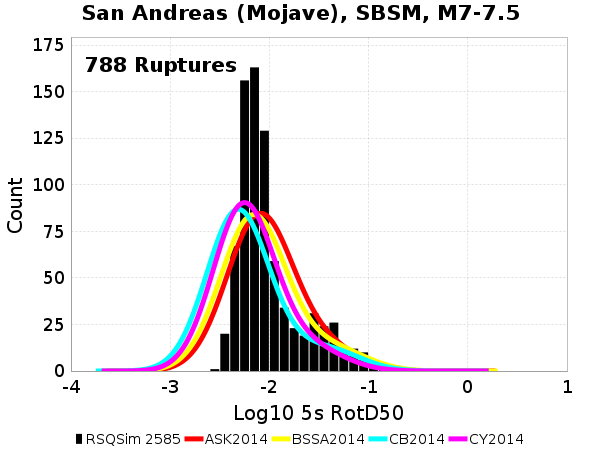 San Andreas (Mojave), SBSM, M7-7.5
175
788 Ruptures
150
125
100
Count
75
50
25
0
-4 -3 -2 -1 0 1
Log10 5s RotD50
RSQSim 2585 ASK2014 BSSA2014 CB2014 CY2014